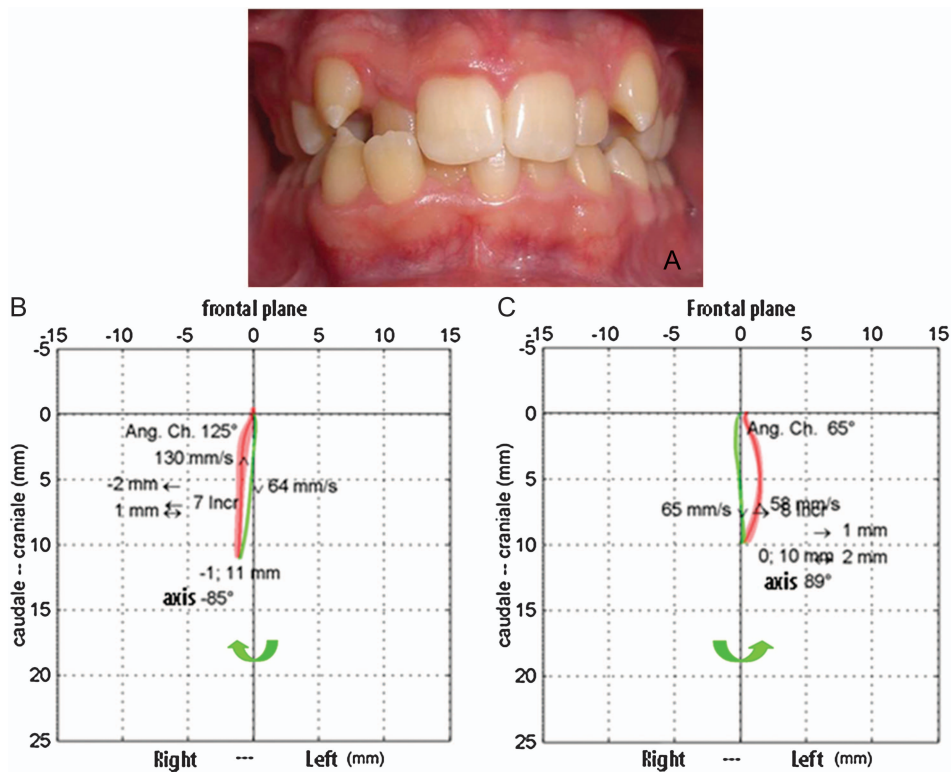 A
B
frontal plane
-15 -10 -5 0 5 10 15
-5
0
5
10
15
20
25
caudale -- craniale (mm)
Ang. Ch. 125°
130 mm/s
64 mm/s
-2 mm
7 Incr
1 mm
-1; 11 mm
axis -85°
Right --- Left (mm)
C
Frontal plane
-15 -10 -5 0 5 10 15
-5
0
5
10
15
20
25
caudale -- craniale (mm)
Ang. Ch. 65°
58 mm/s
65 mm/s
Incr
1 mm
0; 10 mm
2 mm
axis 89°
Right --- Left (mm)